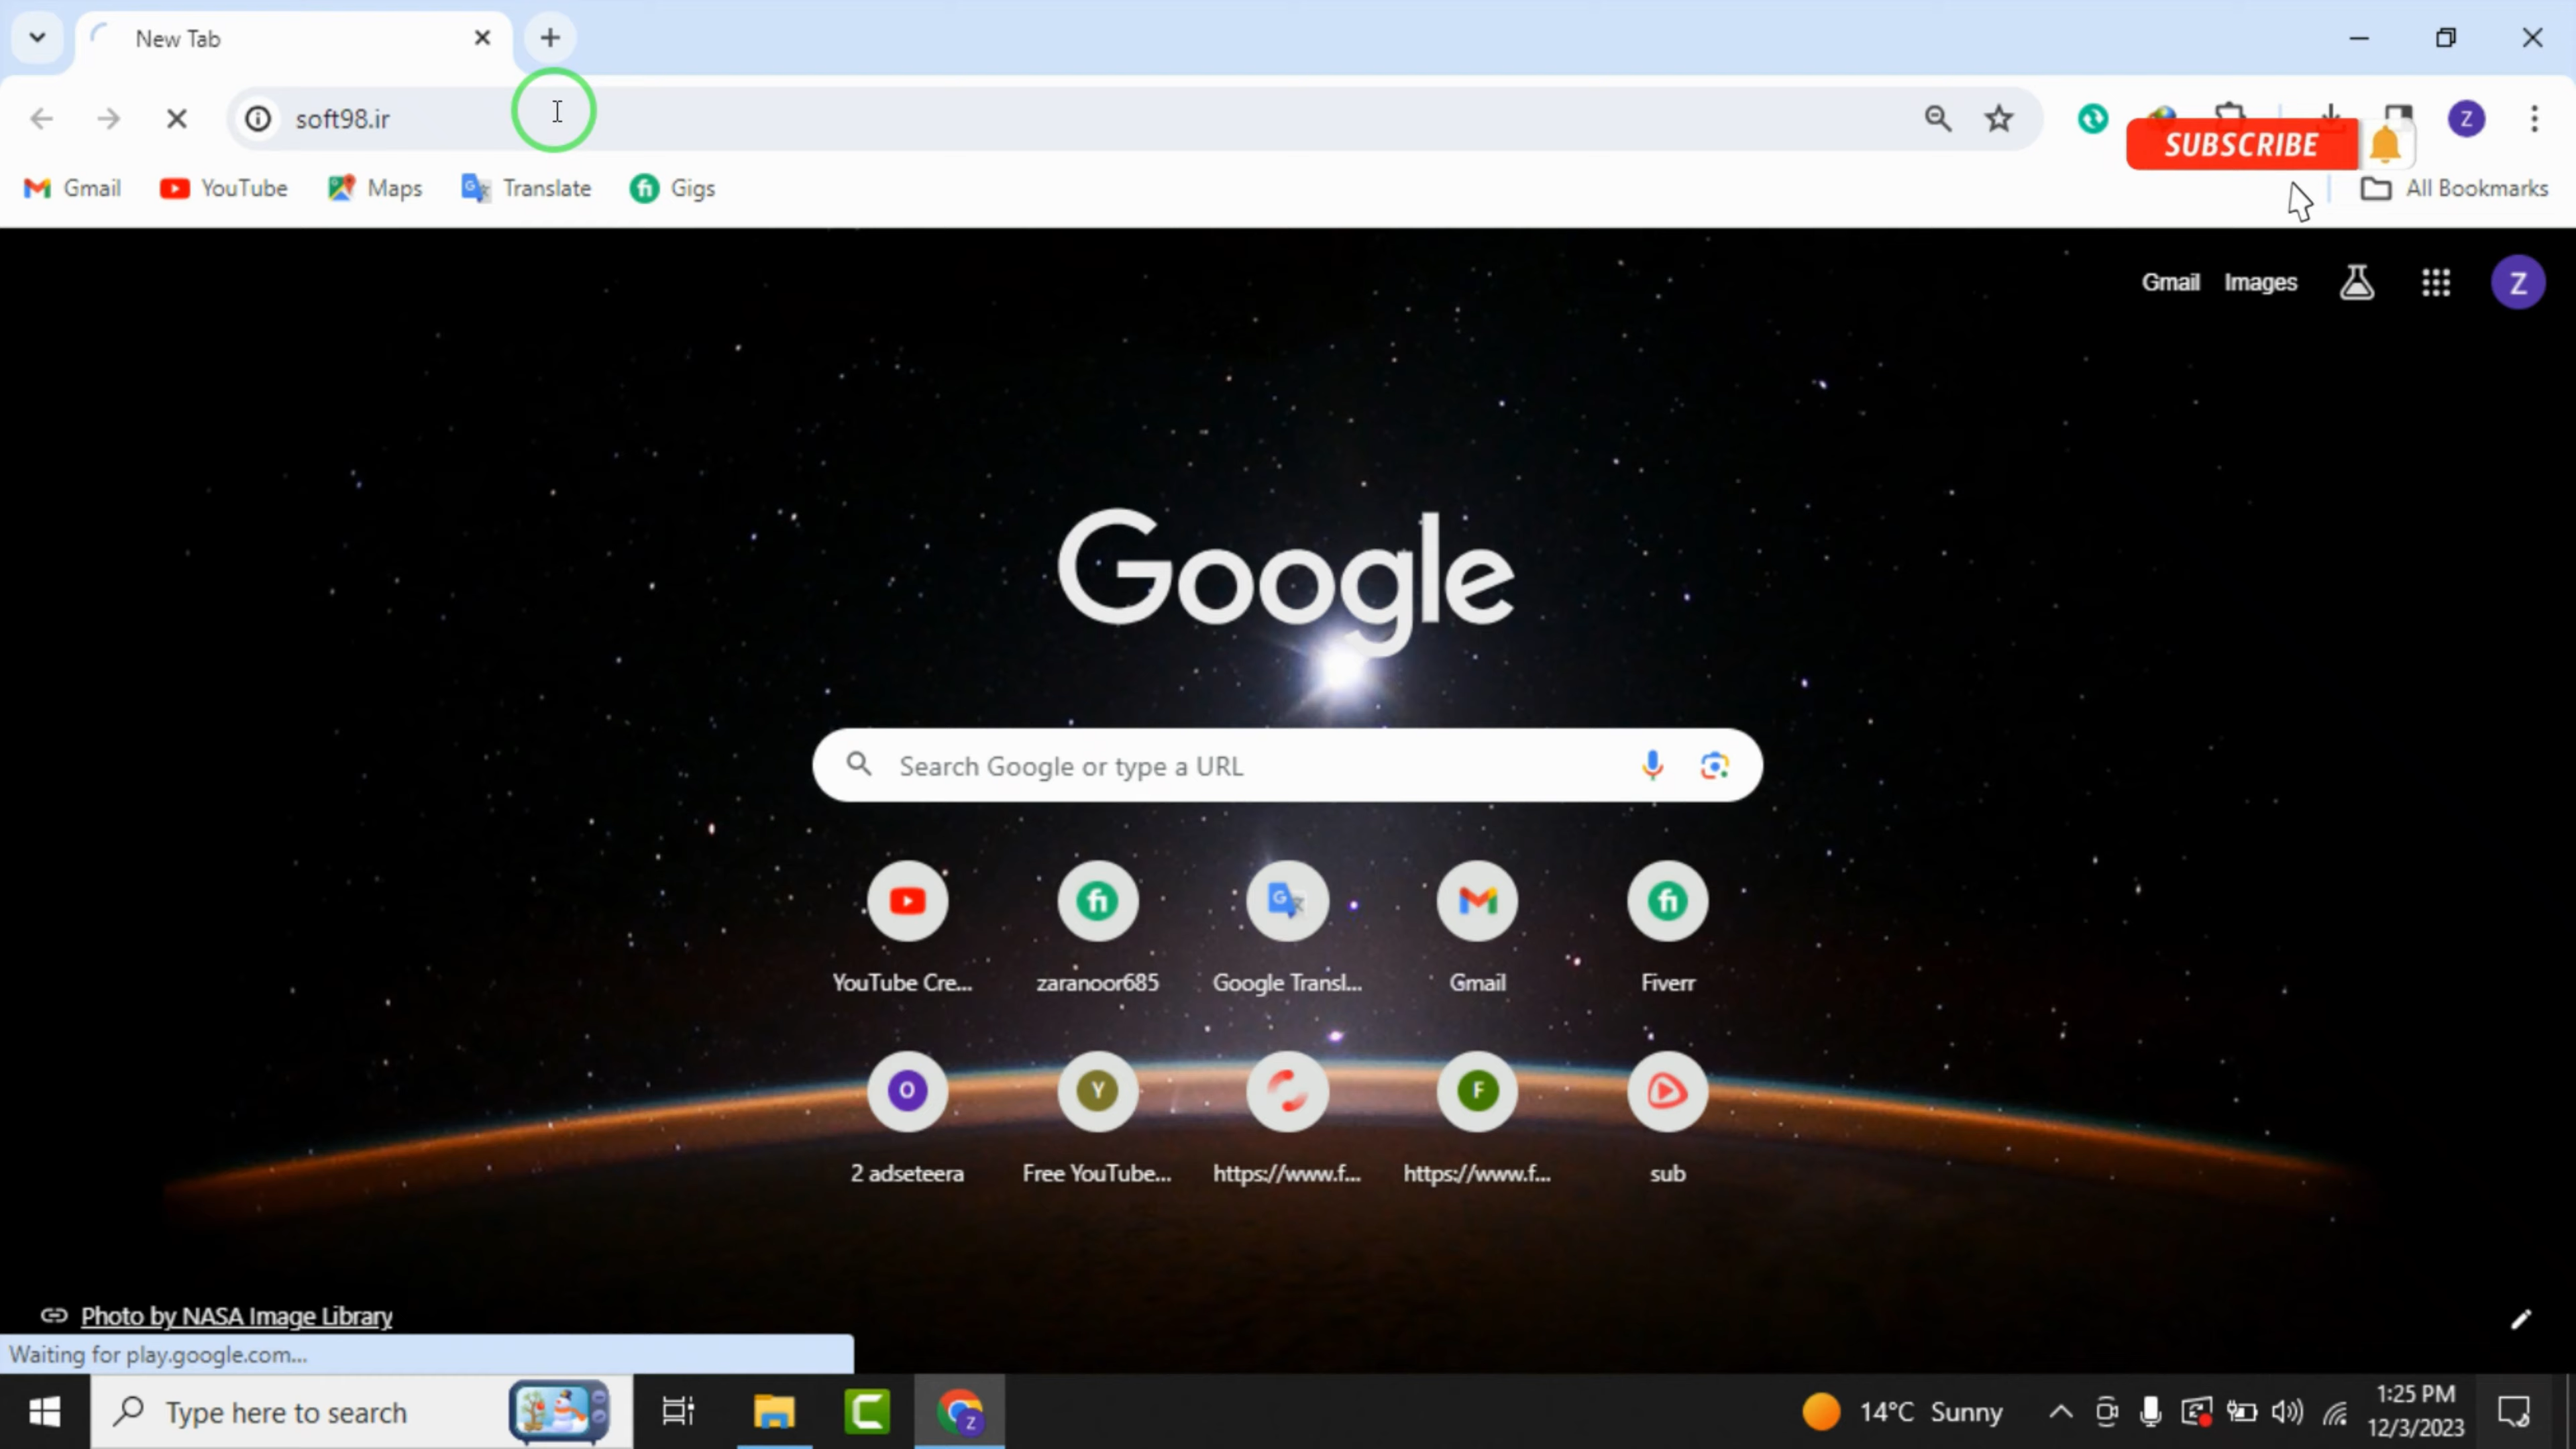 New Tab
soft98.ir
Z
SUBSCRIBE
Gmail
YouTube
Maps
Translate
Gigs
All Bookmarks
Gmail
Images
Z
Google
Search Google or type a URL
YouTube Cre...
zaranoor685
Google Transl...
Gmail
Fiverr
O
Y
F
2 adseteera
Free YouTube...
https://www.f...
https://www.f...
sub
Photo by NASA Image Library
Waiting for play.google.com...
Type here to search
Z
14°C Sunny
1:25 PM
12/3/2023